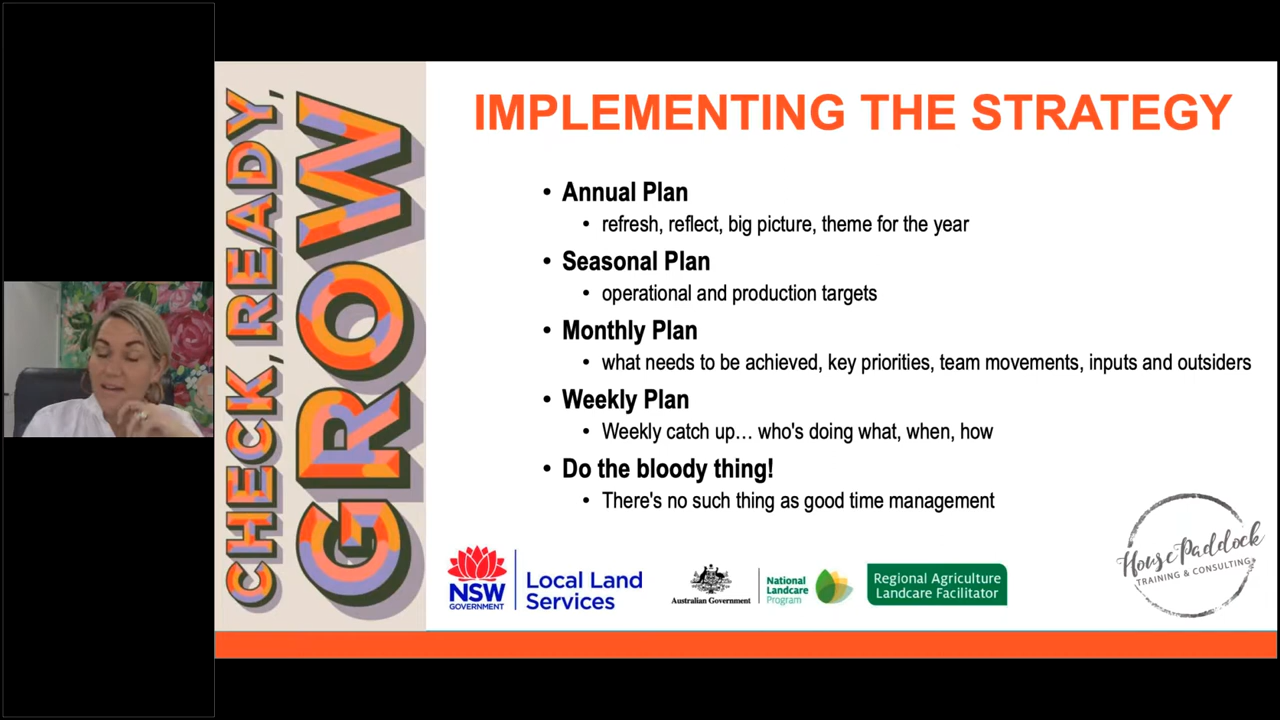 CHECK, READY,
GROW
IMPLEMENTING THE STRATEGY
• Annual Plan
• refresh, reflect, big picture, theme for the year
• Seasonal Plan
• operational and production targets
• Monthly Plan
• what needs to be achieved, key priorities, team movements, inputs and outsiders
• Weekly Plan
• Weekly catch up... who's doing what, when, how
• Do the bloody thing!
• There's no such thing as good time management
NSW
GOVERNMENT
Local Land
Services
Australian Government
National
Landcare
Program
Regional Agriculture
Landcare Facilitator
House Paddock
TRAINING & CONSULTING